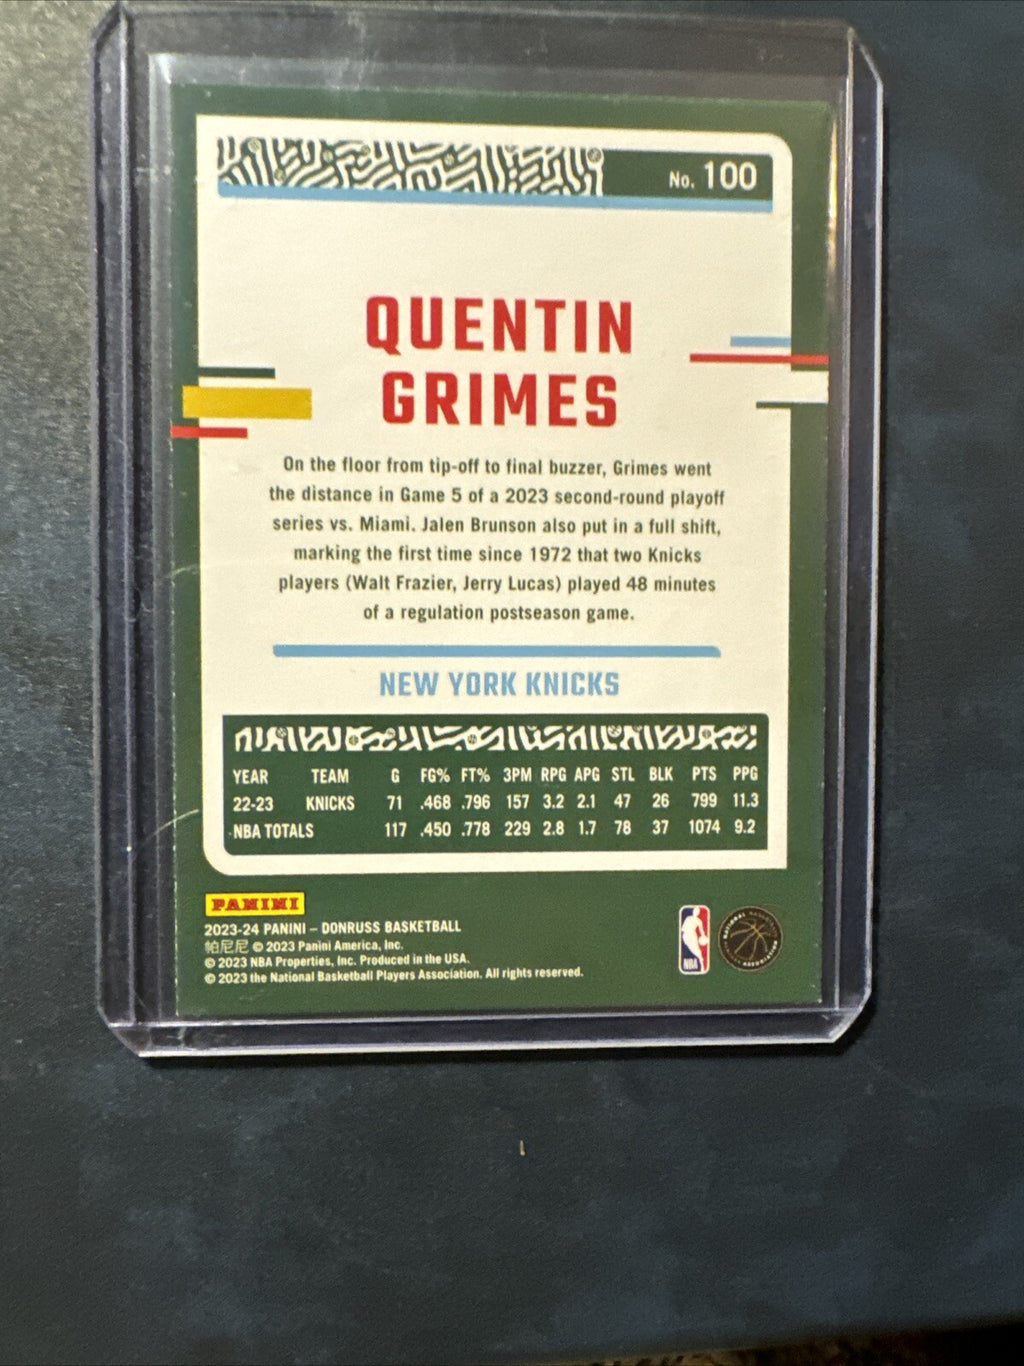 No. 100
QUENTIN
GRIMES
On the floor from tip-off to final buzzer, Grimes went
the distance in Game 5 of a 2023 second-round playoff
series vs. Miami. Jalen Brunson also put in a full shift,
marking the first time since 1972 that two Knicks
players (Walt Frazier, Jerry Lucas) played 48 minutes
of a regulation postseason game.
NEW YORK KNICKS
YEAR TEAM G FG% FT% 3PM RPG APG STL BLK PTS PPG
22-23 KNICKS 71 .468 .796 157 3.2 2.1 47 26 799 11.3
NBA TOTALS 117 .450 .778 229 2.8 1.7 78 37 1074 9.2
PANINI
2023-24 PANINI – DONRUSS BASKETBALL
帕尼尼 © 2023 Panini America, Inc.
© 2023 NBA Properties, Inc. Produced in the USA.
© 2023 the National Basketball Players Association. All rights reserved.
NBA
NATIONAL BASKETBALL
ASSOCIATION